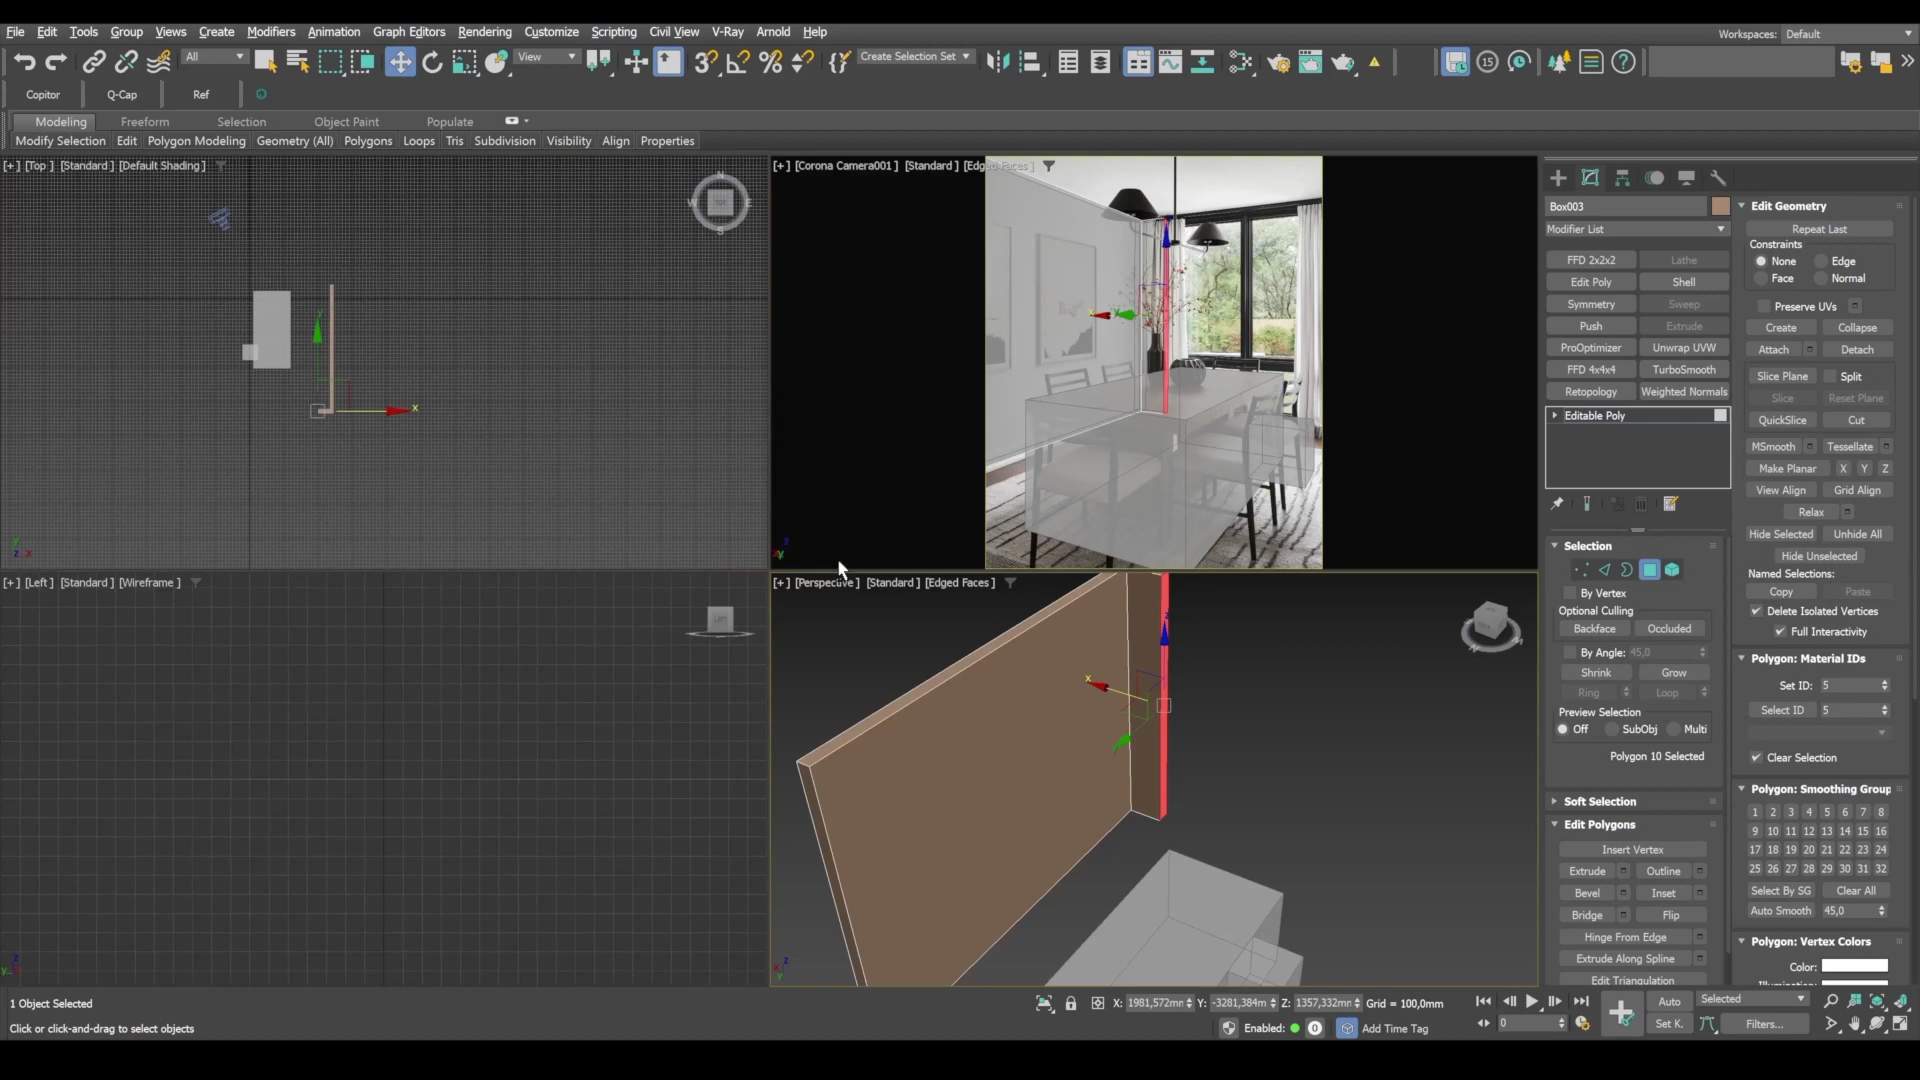 File Edit Tools Group Views Create Modifiers Animation Graph Editors Rendering Customize Scripting Civil View V-Ray Arnold Help
Workspaces: Default
All
View
Create Selection Set
15
Copitor Q-Cap Ref
Modeling Freeform Selection Object Paint Populate
Modify Selection Edit Polygon Modeling Geometry (All) Polygons Loops Tris Subdivision Visibility Align Properties
[+] [Top ] [Standard ] [Default Shading ]
N
W E
S
[+] [Corona Camera001 ] [Standard ] [Edged Faces ]
[+] [Left ] [Standard ] [Wireframe ]
[+] [Perspective ] [Standard ] [Edged Faces ]
Box003
Modifier List
FFD 2x2x2 Lathe
Edit Poly Shell
Symmetry Sweep
Push Extrude
ProOptimizer Unwrap UVW
FFD 4x4x4 TurboSmooth
Retopology Weighted Normals
Editable Poly
Selection
By Vertex
Optional Culling
Backface Occluded
By Angle: 45,0
Shrink Grow
Ring Loop
Preview Selection
Off SubObj Multi
Polygon 10 Selected
Soft Selection
Edit Polygons
Insert Vertex
Extrude Outline
Bevel Inset
Bridge Flip
Hinge From Edge
Extrude Along Spline
Edit Triangulation
Edit Geometry
Repeat Last
Constraints
None Edge
Face Normal
Preserve UVs
Create Collapse
Attach Detach
Slice Plane Split
Slice Reset Plane
QuickSlice Cut
MSmooth Tessellate
Make Planar X Y Z
View Align Grid Align
Relax
Hide Selected Unhide All
Hide Unselected
Named Selections:
Copy Paste
Delete Isolated Vertices
Full Interactivity
Polygon: Material IDs
Set ID: 5
Select ID 5
Clear Selection
Polygon: Smoothing Group
1 2 3 4 5 6 7 8
9 10 11 12 13 14 15 16
17 18 19 20 21 22 23 24
25 26 27 28 29 30 31 32
Select By SG Clear All
Auto Smooth 45,0
Polygon: Vertex Colors
Color:
1 Object Selected
Click or click-and-drag to select objects
X: 1981,572mm Y: -3281,384m Z: 1357,332mm Grid = 100,0mm
Enabled: 0 Add Time Tag
0
Auto Selected
Set K. Filters...